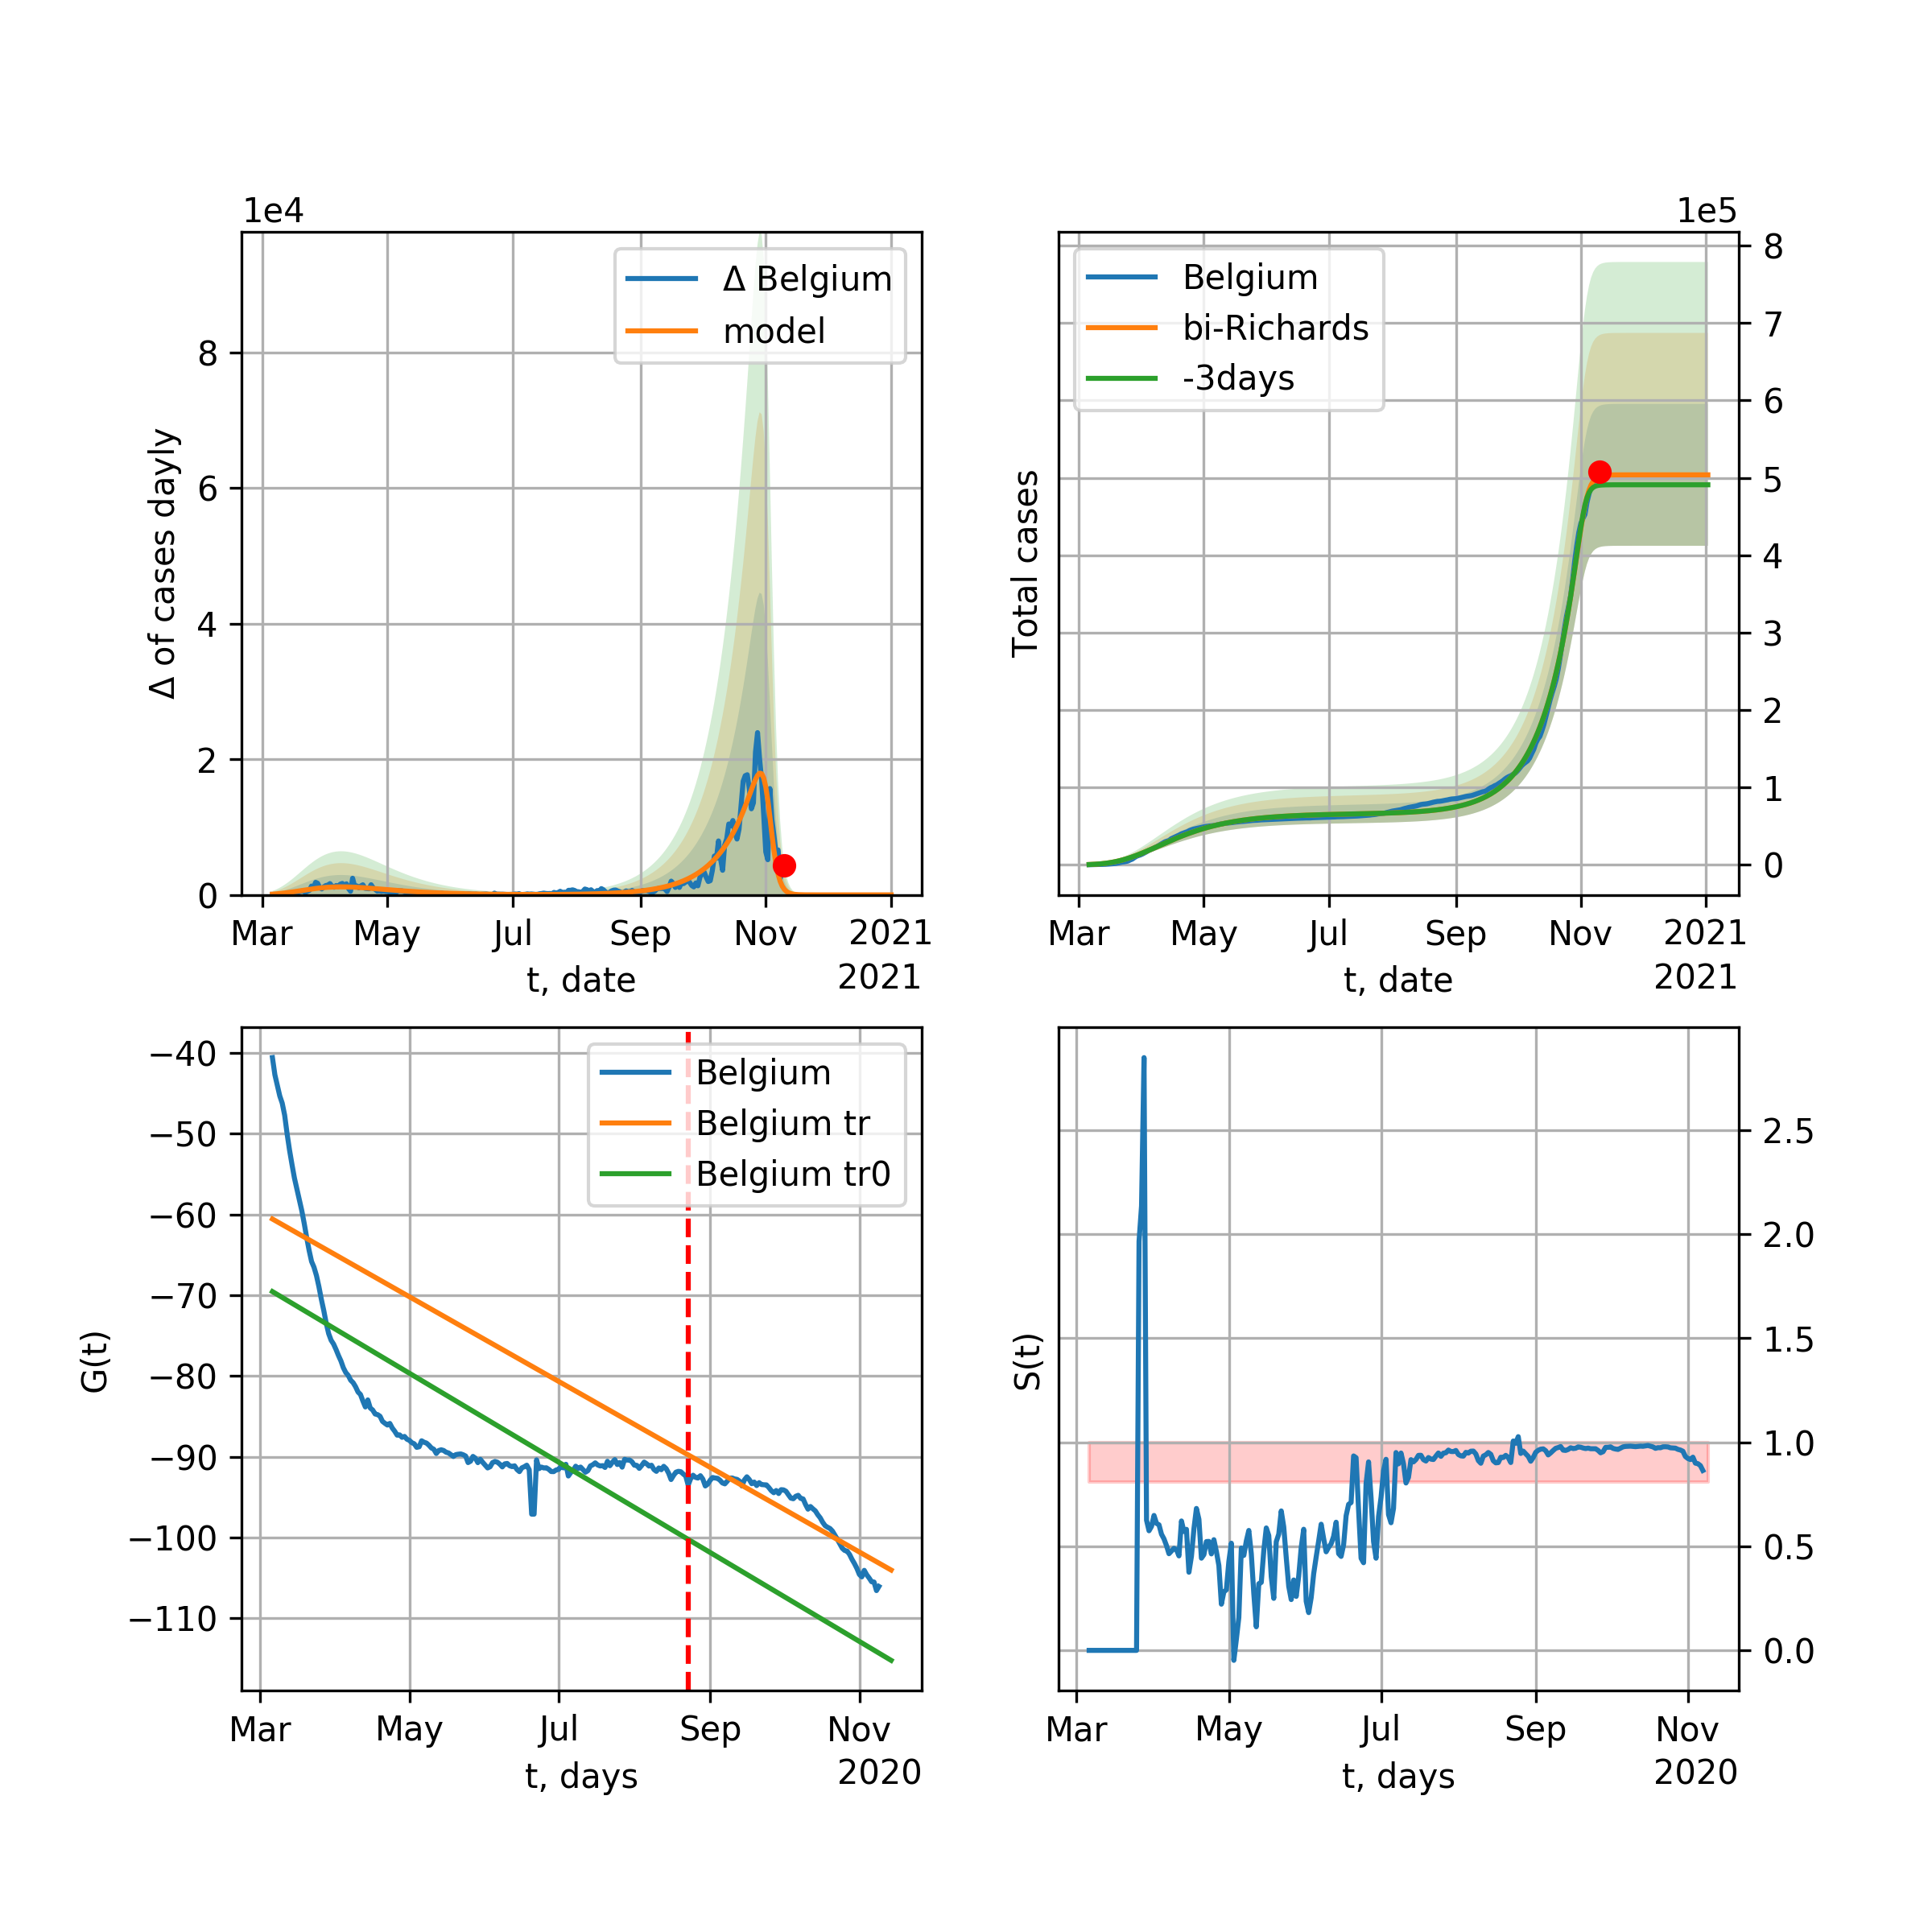 1e4
Δ Belgium
model
8
6
4
2
0
Δ of cases dayly
Mar May Jul Sep Nov 2021
t, date 2021
1e5
Belgium
bi-Richards
-3days
8
7
6
5
4
3
2
1
0
Total cases
Mar May Jul Sep Nov 2021
t, date 2021
Belgium
Belgium tr
Belgium tr0
−40
−50
−60
−70
−80
−90
−100
−110
G(t)
Mar May Jul Sep Nov
t, days 2020
2.5
2.0
1.5
1.0
0.5
0.0
S(t)
Mar May Jul Sep Nov
t, days 2020